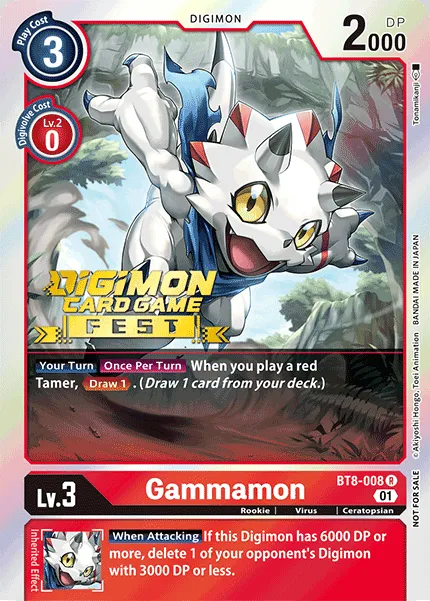 Play Cost
3
DIGIMON
DP
2000
Digivolve Cost
Lv.2
0
Tonamikanji
DIGIMON
CARD GAME
FEST
Your Turn Once Per Turn When you play a red
Tamer, Draw 1 . (Draw 1 card from your deck.)
© Akiyoshi Hongo, Toei Animation BANDAI MADE IN JAPAN
NOT FOR SALE
BT8-008 R
01
Lv.3
Gammamon
Rookie | Virus | Ceratopsian
Inherited Effect
When Attacking If this Digimon has 6000 DP or
more, delete 1 of your opponent's Digimon
with 3000 DP or less.